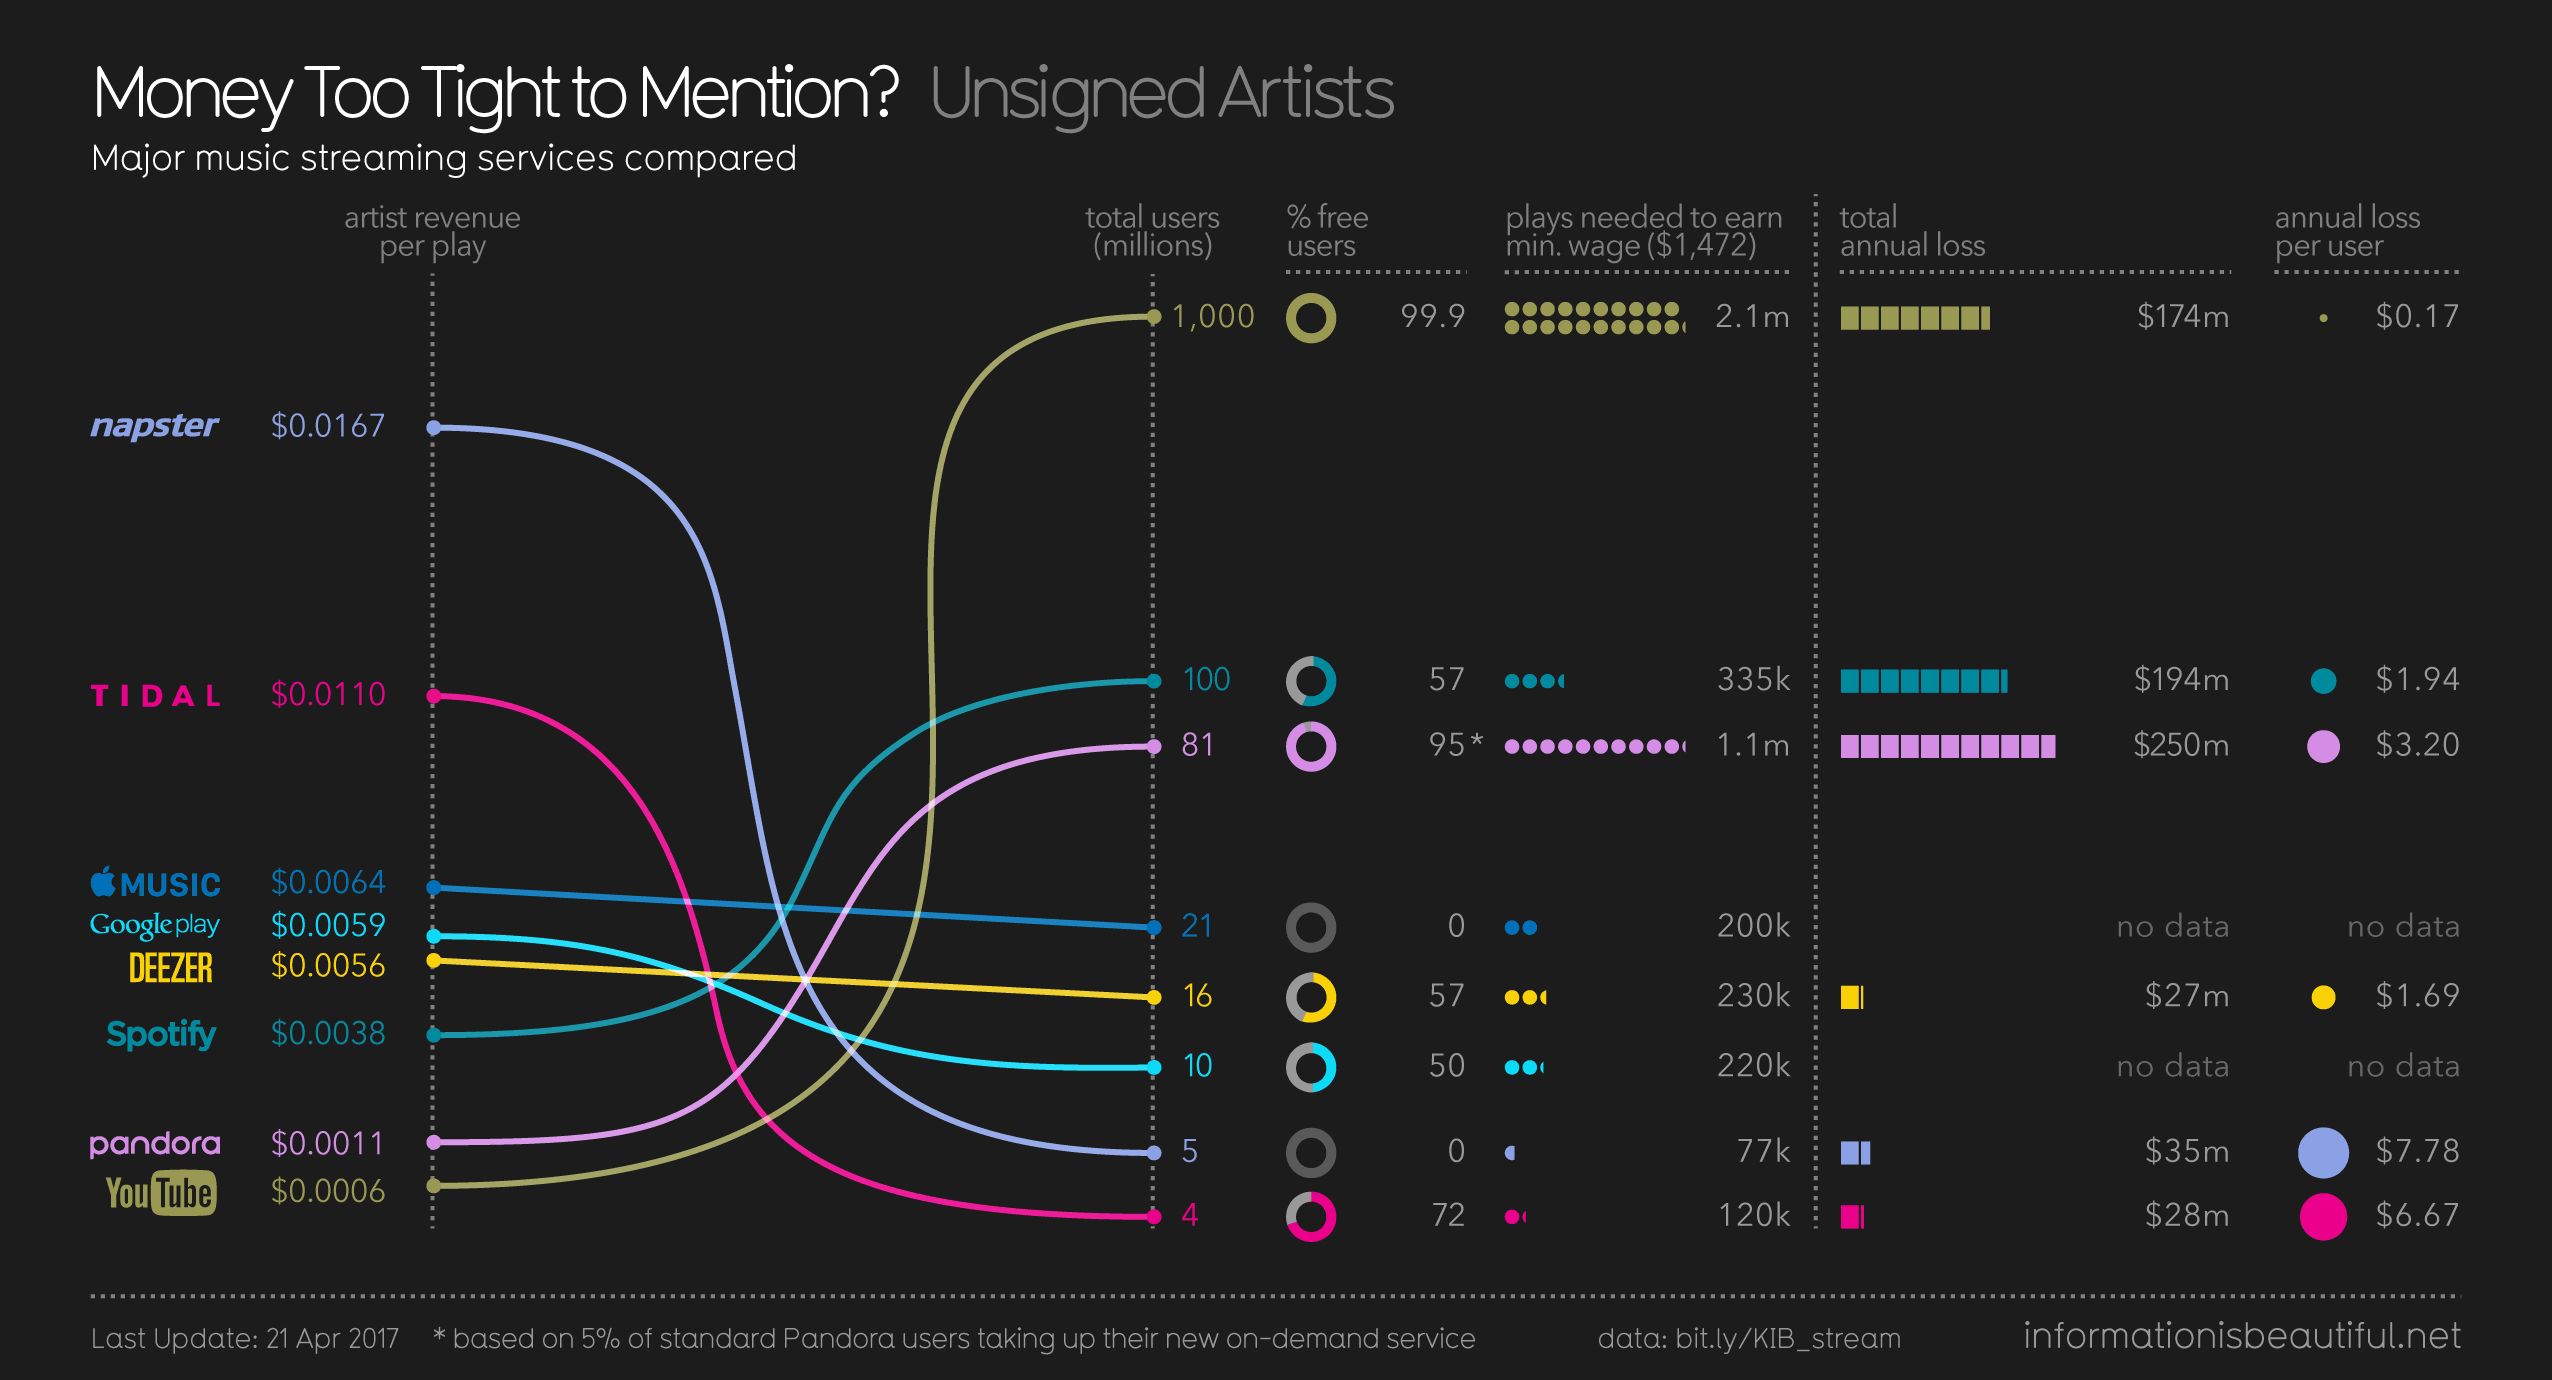 Money Too Tight to Mention? Unsigned Artists
Major music streaming services compared
artist revenue
per play
total users
(millions)
% free
users
plays needed to earn
min. wage ($1,472)
total
annual loss
annual loss
per user
1,000 99.9 2.1m $174m $0.17
napster $0.0167
TIDAL $0.0110
100 57 335k $194m $1.94
81 95* 1.1m $250m $3.20
MUSIC $0.0064
Google play $0.0059
DEEZER $0.0056
Spotify $0.0038
pandora $0.0011
YouTube $0.0006
21 0 200k no data no data
16 57 230k $27m $1.69
10 50 220k no data no data
5 0 77k $35m $7.78
4 72 120k $28m $6.67
Last Update: 21 Apr 2017 * based on 5% of standard Pandora users taking up their new on-demand service data: bit.ly/KIB_stream informationisbeautiful.net